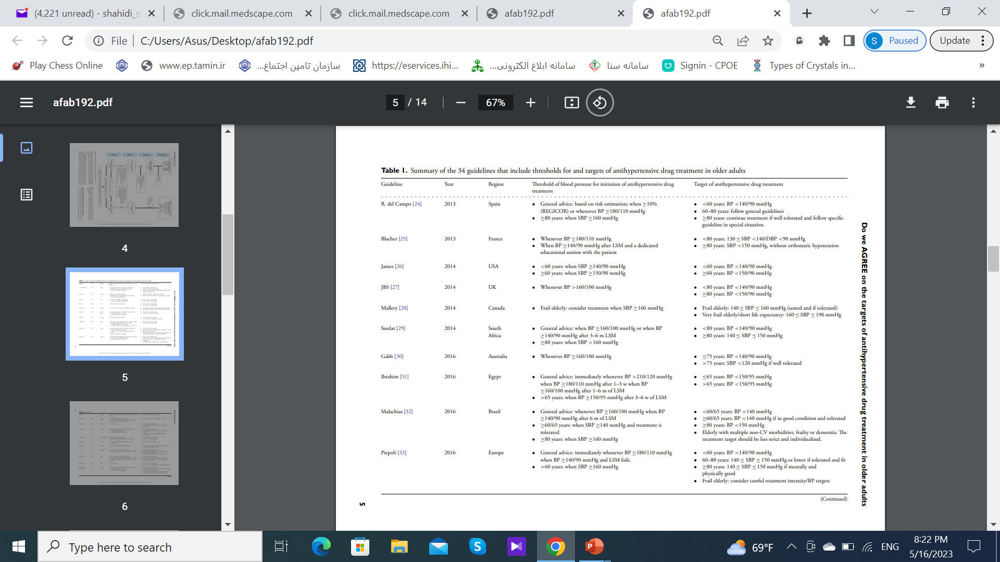 (4,221 unread) - shahidi_s
click.mail.medscape.com
click.mail.medscape.com
afab192.pdf
afab192.pdf
File
C:/Users/Asus/Desktop/afab192.pdf
S
Paused
Update
Play Chess Online
www.ep.tamin.ir
سازمان تامین اجتماع...
https://eservices.ihi...
سامانه ابلاغ الکترونی...
سامانه سنا
Signin - CPOE
Types of Crystals in...
»
afab192.pdf
5 / 14
67%
4
5
6
Table 1. Summary of the 34 guidelines that include thresholds for and targets of antihypertensive drug treatment in older adults
Guideline Year Region Threshold of blood pressure for initiation of antihypertensive drug Target of antihypertensive drug treatment
treatment
R. del Campo [24] 2013 Spain • General advice: based on risk estimation; when ≥10% • <60 years: BP <140/90 mmHg
(REGICOR) or whenever BP ≥180/110 mmHg • 60–80 years: follow general guidelines
• ≥80 years: when SBP ≥160 mmHg • ≥80 years: continue treatment if well tolerated and follow specific
guideline in special situation.
Blacher [25] 2013 France • Whenever BP ≥180/110 mmHg • <80 years: 130 ≤ SBP <140/DBP <90 mmHg
• When BP ≥140/90 mmHg after LSM and a dedicated • ≥80 years: SBP <150 mmHg, without orthostatic hypotension
educational session with the patient
James [26] 2014 USA • <60 years: when SBP ≥140/90 mmHg • <60 years: BP <140/90 mmHg
• ≥60 years: when SBP ≥150/90 mmHg • ≥60 years: BP <150/90 mmHg
JBS [27] 2014 UK • Whenever BP >160/100 mmHg • <80 years: BP <140/90 mmHg
• ≥80 years: BP <150/90 mmHg
Mallery [28] 2014 Canada • Frail elderly: consider treatment when SBP ≥160 mmHg • Frail elderly: 140 ≤ SBP ≤ 160 mmHg (seated and if tolerated)
• Very frail elderly/short life expectancy: 160 ≤ SBP ≤ 190 mmHg
Seedat [29] 2014 South • General advice: when BP ≥160/100 mmHg or when BP • <80 years: BP <140/90 mmHg
Africa ≥140/90 mmHg after 3–6 m LSM • ≥80 years: 140 ≤ SBP ≤ 150 mmHg
• ≥80 years: when SBP >160 mmHg
Gabb [30] 2016 Australia • Whenever BP ≥160/100 mmHg • ≤75 years: BP <140/90 mmHg
• >75 years: SBP <120 mmHg if well tolerated
Ibrahim [31] 2016 Egypt • General advice: immediately whenever BP >210/120 mmHg • ≤65 years: BP <150/95 mmHg
when BP ≥180/110 mmHg after 1–3 w when BP • >65 years: BP <150/95 mmHg
≥160/100 mmHg after 1–6 m of LSM
• >65 years: when BP ≥150/95 mmHg after 3–6 w of LSM
Malachias [32] 2016 Brazil • General advice: whenever BP ≥160/100 mmHg when BP • <60/65 years: BP <140 mmHg
≥140/90 mmHg after 6 m of LSM • ≥60/65 years: BP <140 mmHg if in good condition and tolerated
• ≥60/65 years: when SBP ≥140 mmHg and treatment is • ≥80 years: BP <150 mmHg
tolerated • Elderly with multiple non-CV morbidities, frailty or dementia: The
• ≥80 years: when SBP ≥160 mmHg treatment target should be less strict and individualized.
Piepoli [33] 2016 Europe • General advice: immediately whenever BP ≥180/110 mmHg • <60 years: BP <140/90 mmHg
when BP ≥140/90 mmHg and LSM fails. • 60–80 years: 140 ≤ SBP ≤ 150 mmHg or lower if tolerated and fit
• >60 years: when SBP ≥160 mmHg • ≥80 years: 140 ≤ SBP ≤ 150 mmHg if mentally and
physically good
• Frail elderly: consider careful treatment intensity/BP targets
(Continued)
5
Do we AGREE on the targets of antihypertensive drug treatment in older adults
Type here to search
69°F
ENG
8:22 PM
5/16/2023